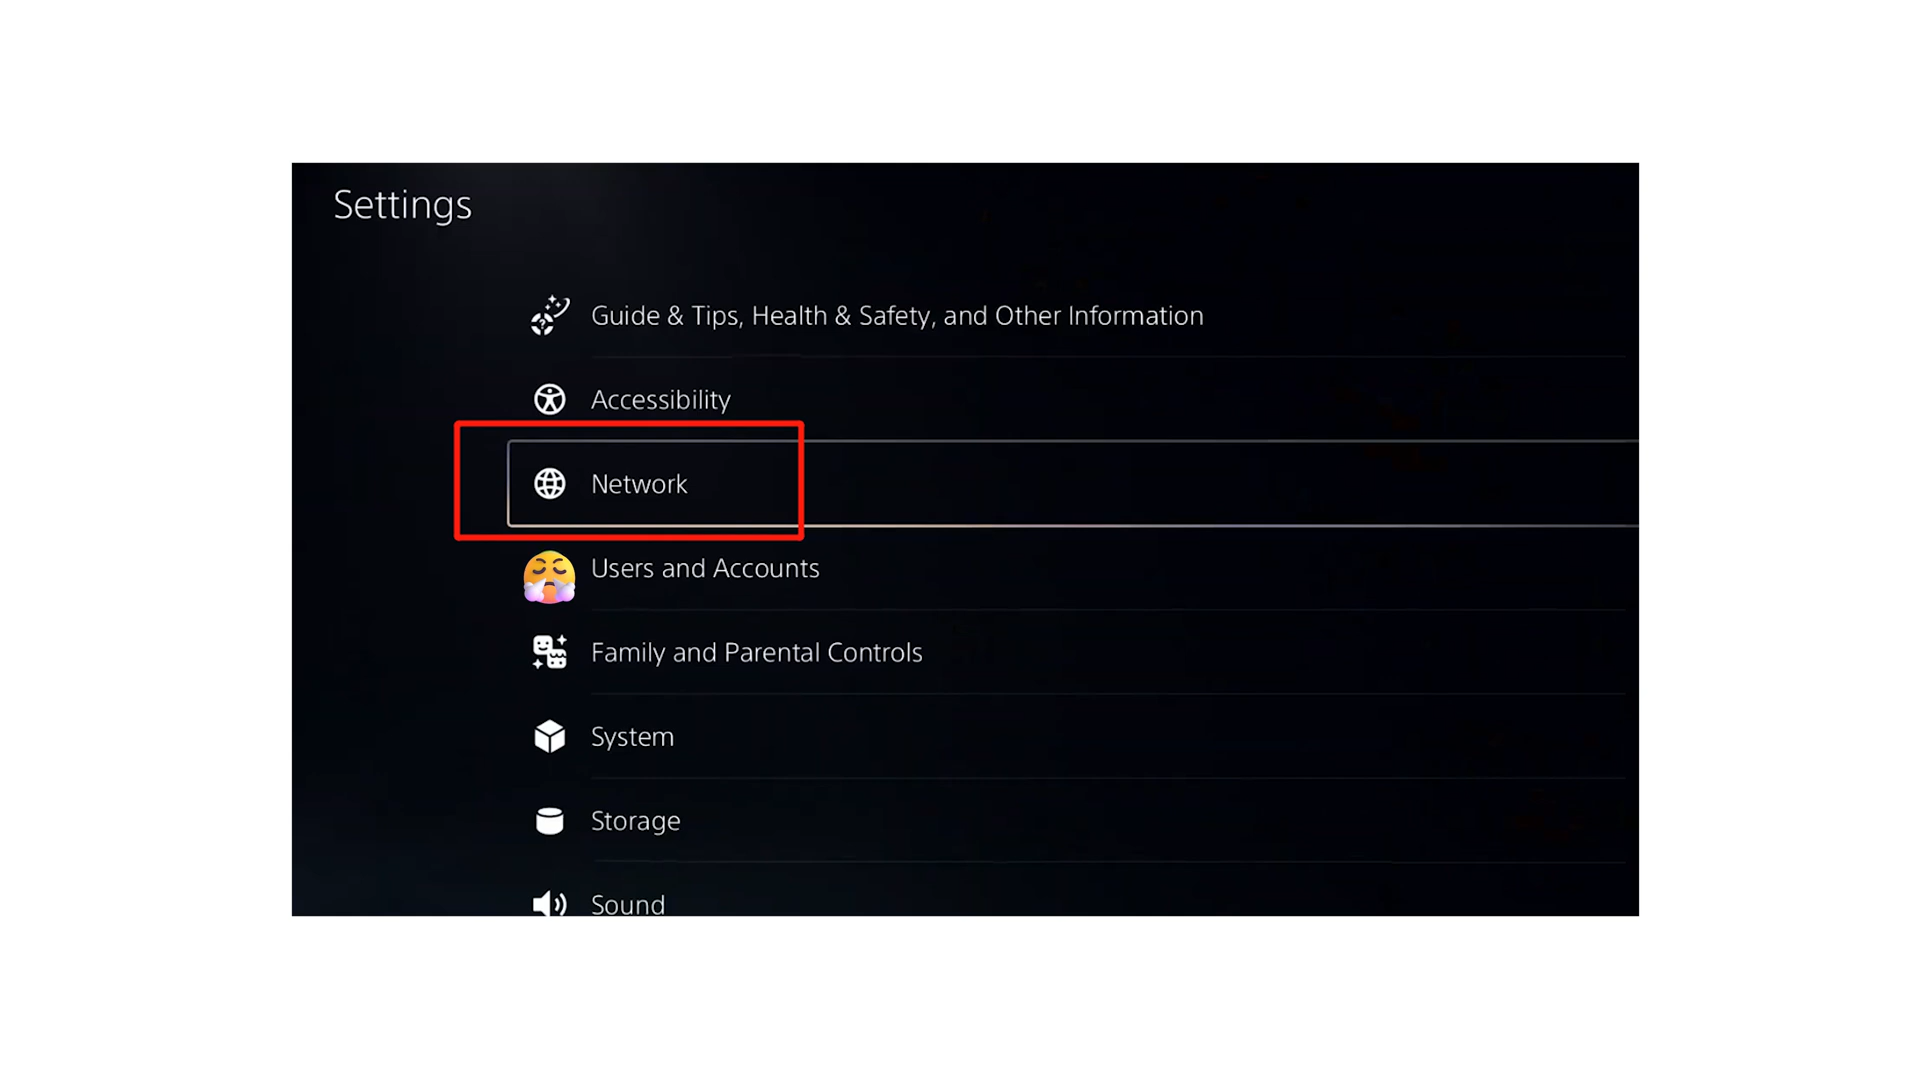 Settings
Guide & Tips, Health & Safety, and Other Information
Accessibility
Network
Users and Accounts
Family and Parental Controls
System
Storage
Sound